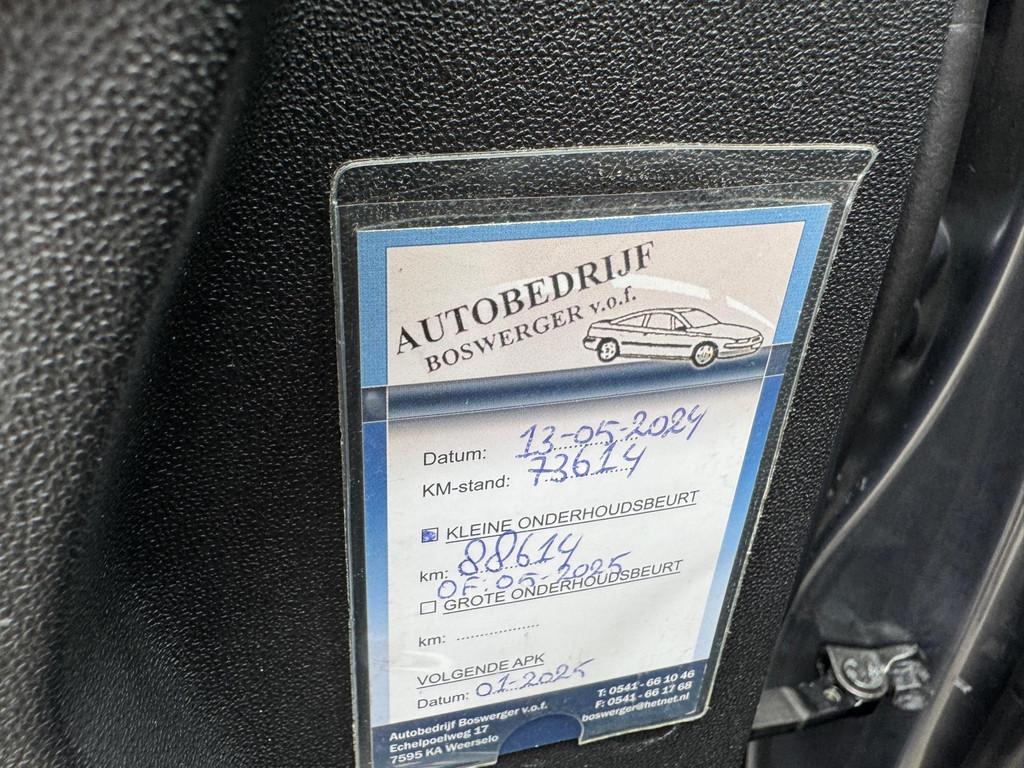 AUTOBEDRIJF
BOSWERGER v.o.f.
Datum: 13-05-2024
KM-stand: 73614
KLEINE ONDERHOUDSBEURT
km: 88614
OF: 05-2025
GROTE ONDERHOUDSBEURT
km: ...................
VOLGENDE APK
Datum: 01-2025
Autobedrijf Boswerger v.o.f.
Echelpoelweg 17
7595 KA Weerselo
T: 0541 - 66 10 46
F: 0541 - 66 17 68
boswerger@hetnet.nl